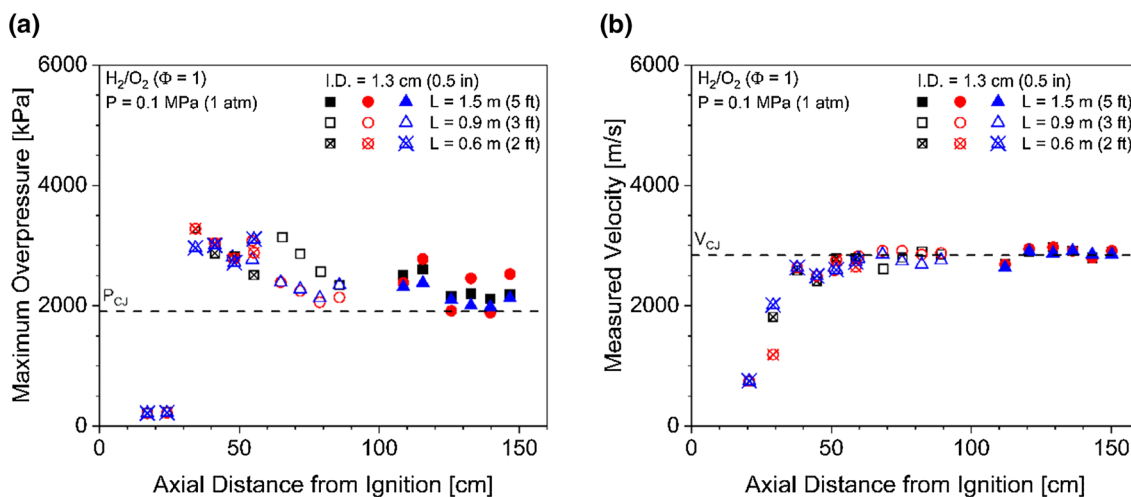 (a)
6000
4000
2000
0
Maximum Overpressure [kPa]
H₂/O₂ (Φ = 1)
P = 0.1 MPa (1 atm)
I.D. = 1.3 cm (0.5 in)
L = 1.5 m (5 ft)
L = 0.9 m (3 ft)
L = 0.6 m (2 ft)
P_CJ
0 50 100 150
Axial Distance from Ignition [cm]
(b)
6000
4000
2000
0
Measured Velocity [m/s]
H₂/O₂ (Φ = 1)
P = 0.1 MPa (1 atm)
I.D. = 1.3 cm (0.5 in)
L = 1.5 m (5 ft)
L = 0.9 m (3 ft)
L = 0.6 m (2 ft)
V_CJ
0 50 100 150
Axial Distance from Ignition [cm]